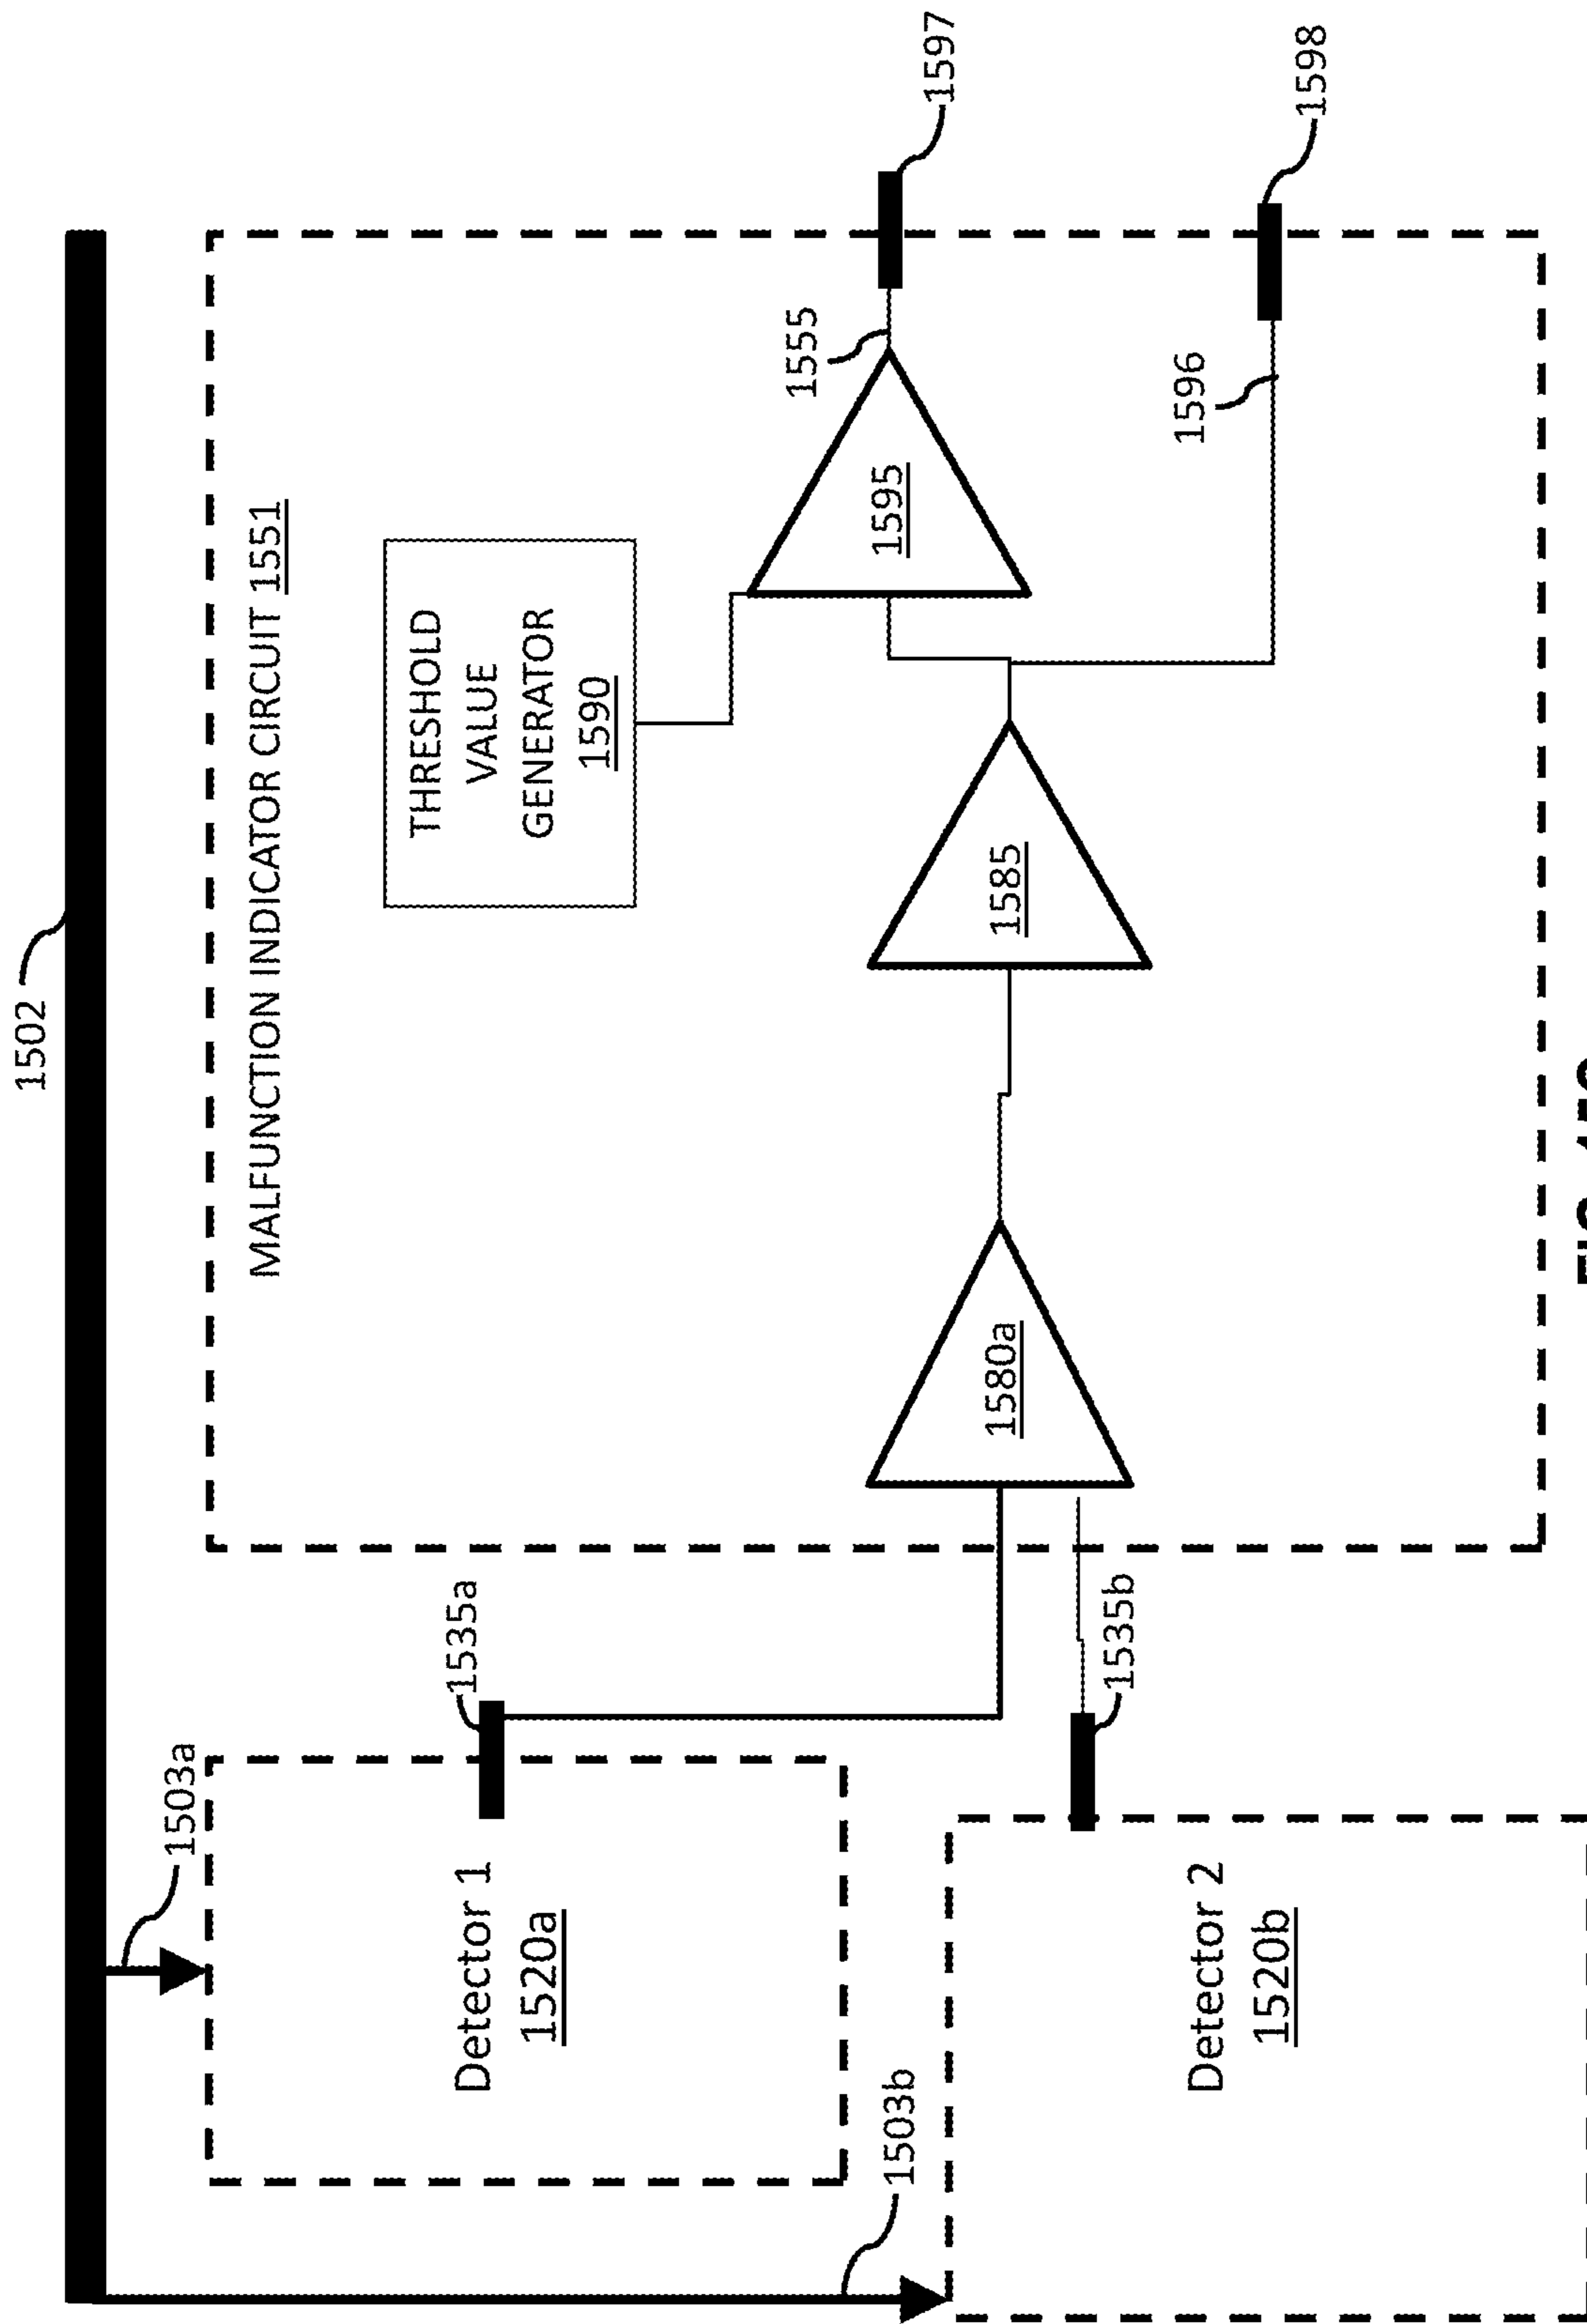 1502
MALFUNCTION INDICATOR CIRCUIT 1551
1503a
Detector 1
1520a
1535a
THRESHOLD
VALUE
GENERATOR
1590
1555
1597
1595
1585
1580a
1596
1598
1503b
1535b
Detector 2
1520b